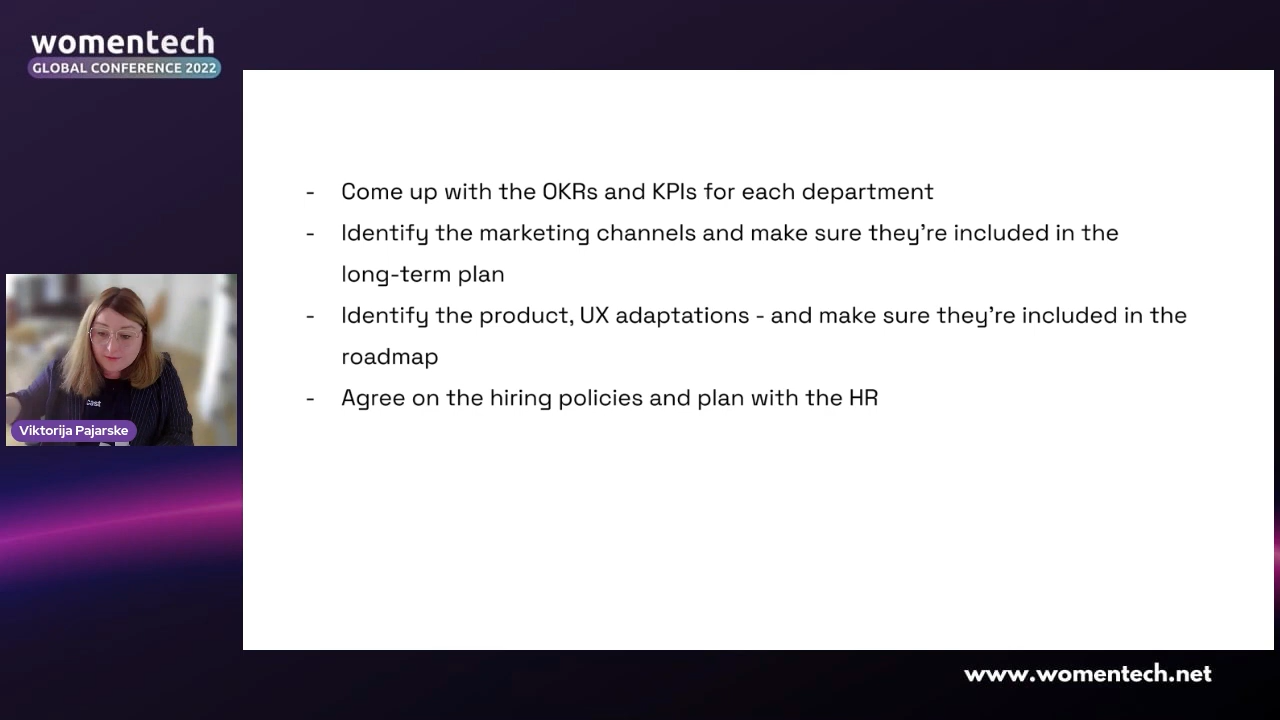 womentech
GLOBAL CONFERENCE 2022
- Come up with the OKRs and KPIs for each department
- Identify the marketing channels and make sure they're included in the
long-term plan
- Identify the product, UX adaptations - and make sure they're included in the
roadmap
- Agree on the hiring policies and plan with the HR
Viktorija Pajarske
www.womentech.net